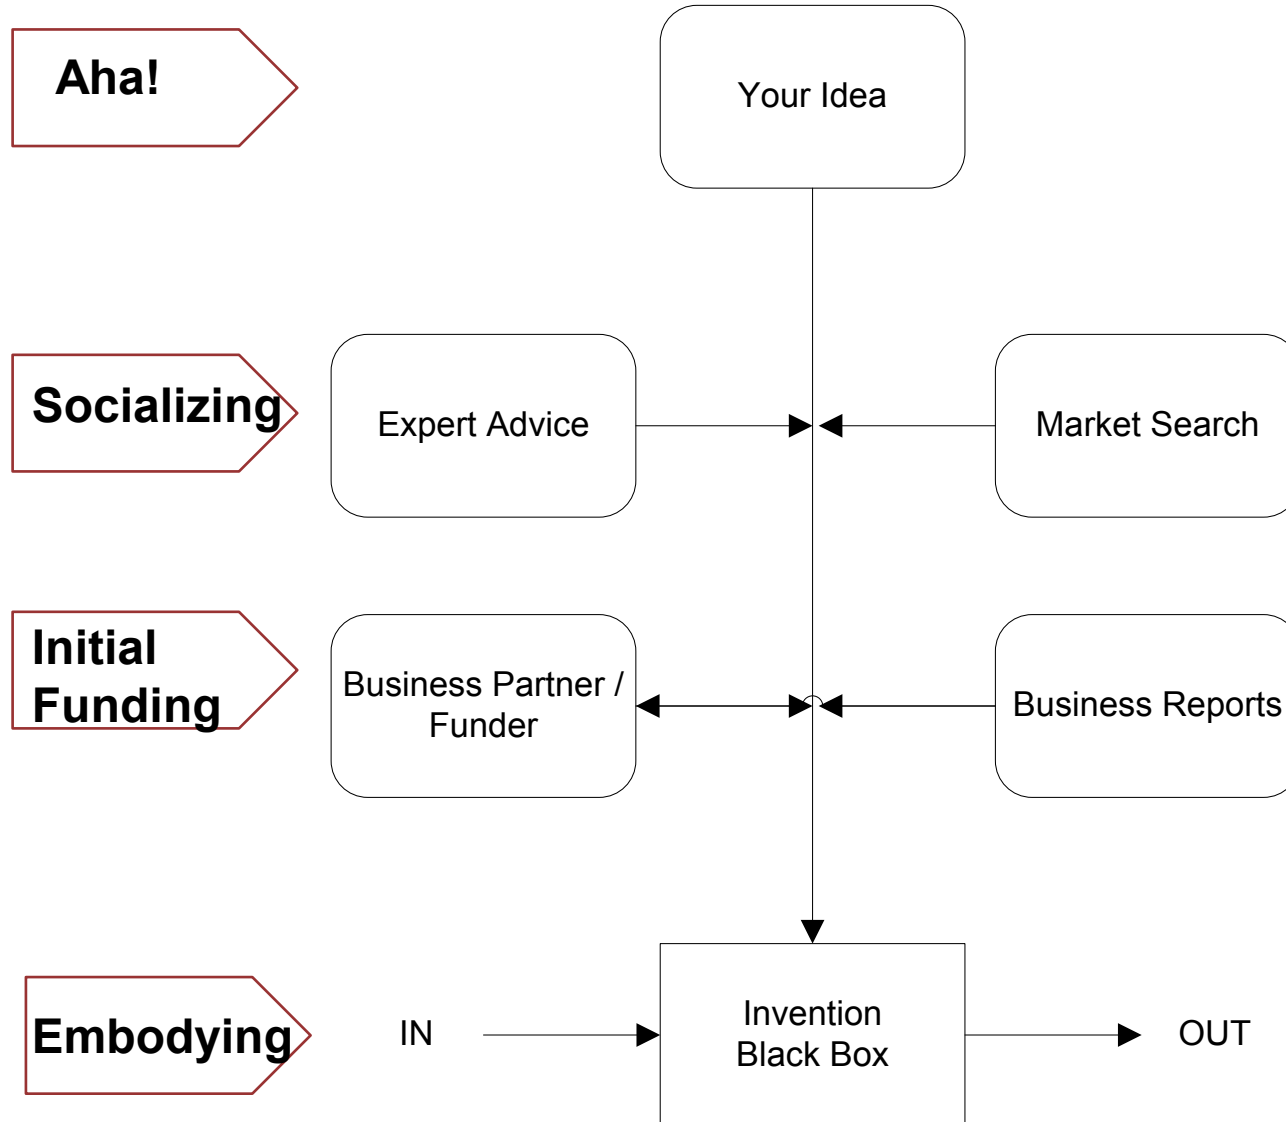 Aha!
Your Idea
Socializing
Expert Advice
Market Search
Initial
Funding
Business Partner /
Funder
Business Reports
Embodying
IN
Invention
Black Box
OUT